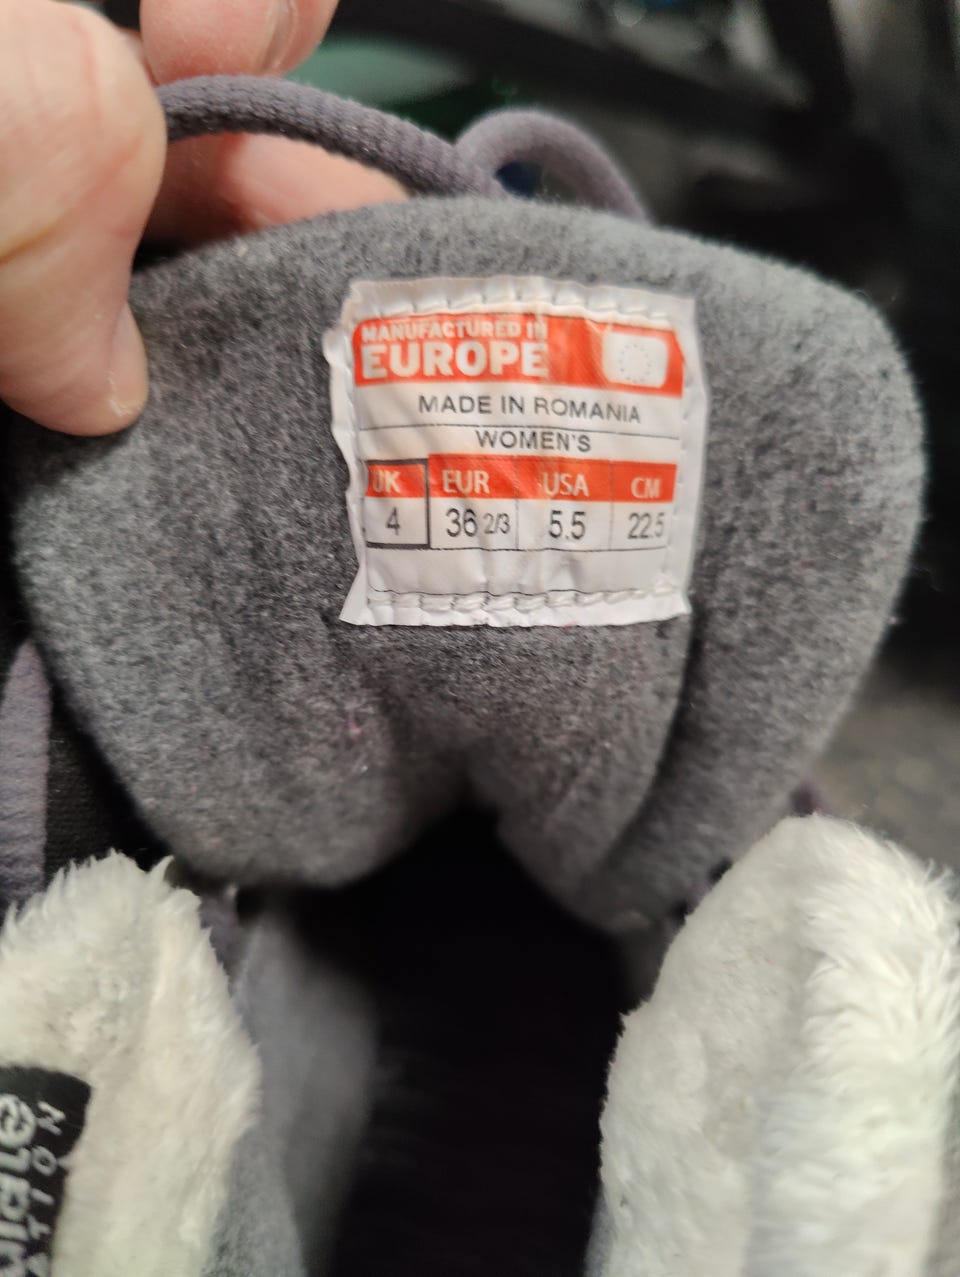 MANUFACTURED IN
EUROPE
MADE IN ROMANIA
WOMEN'S
UK EUR USA CM
4 36 2/3 5.5 22.5